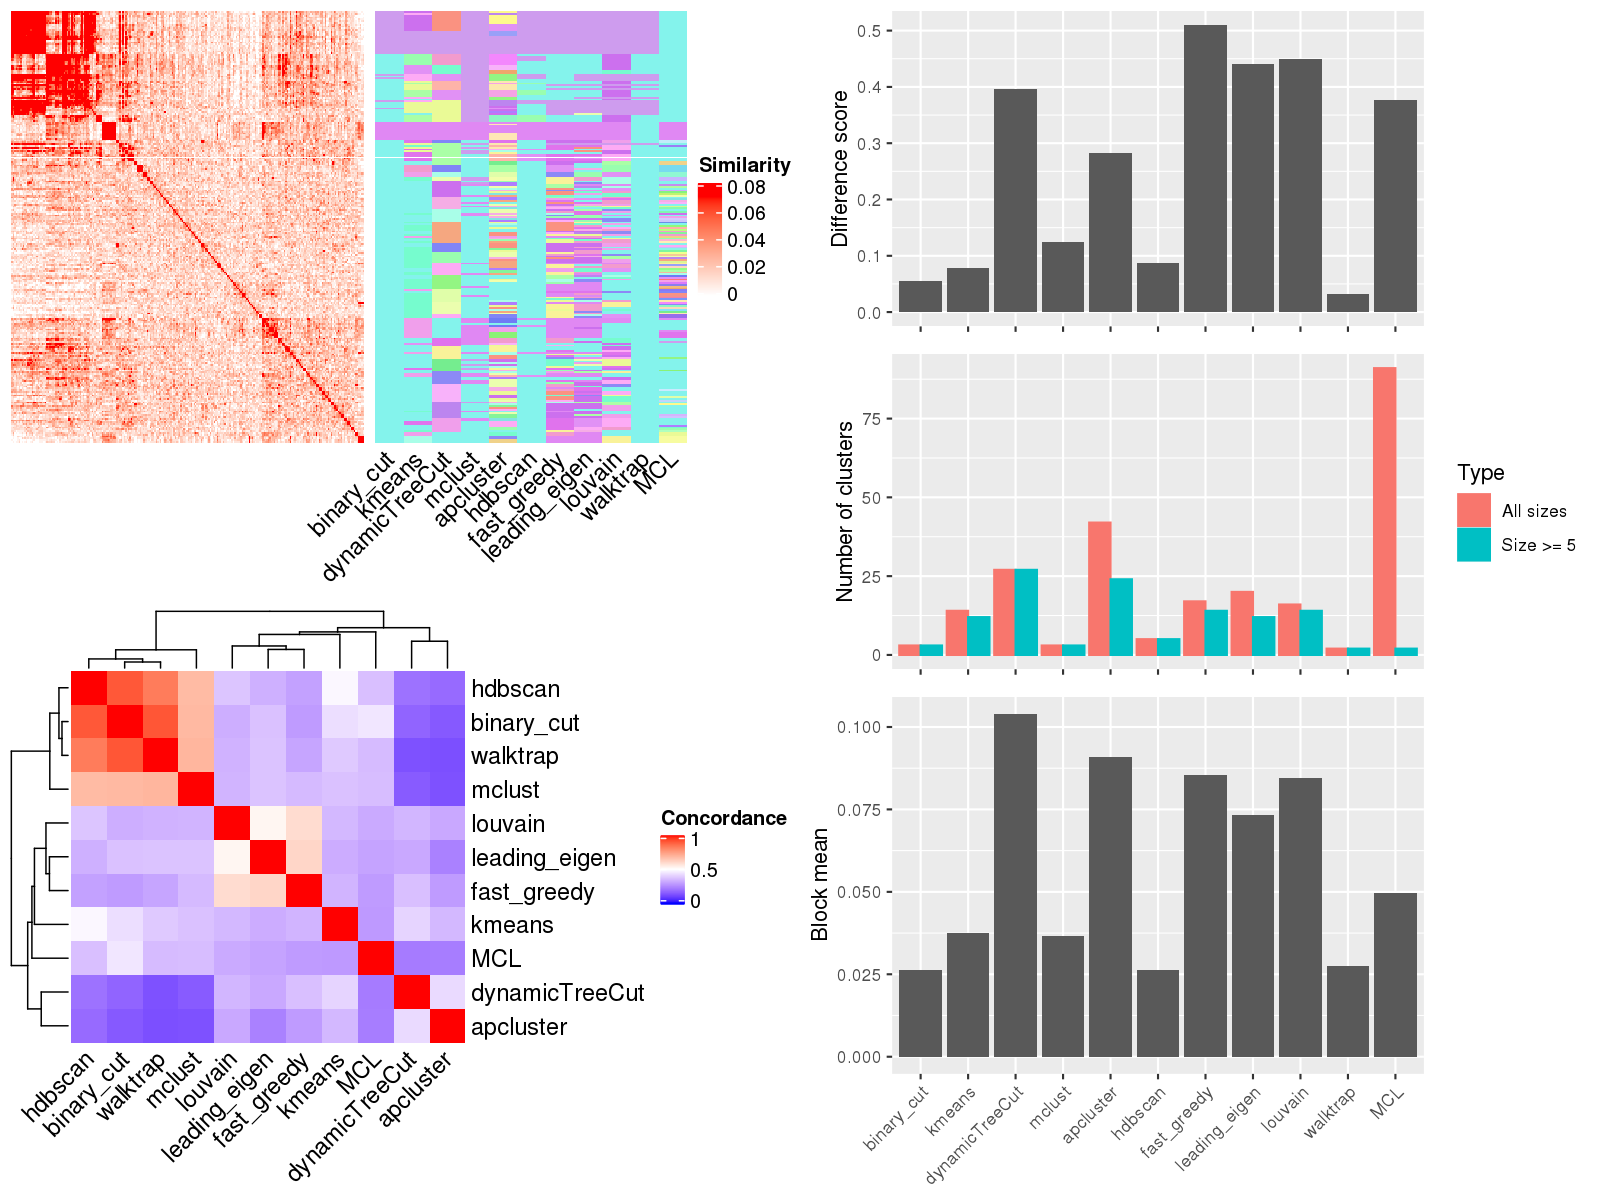 Similarity
0.08
0.06
0.04
0.02
0
binary_cut
kmeans
dynamicTreeCut
mclust
apcluster
hdbscan
fast_greedy
leading_eigen
louvain
walktrap
MCL
hdbscan
binary_cut
walktrap
mclust
louvain
leading_eigen
fast_greedy
kmeans
MCL
dynamicTreeCut
apcluster
hdbscan
binary_cut
walktrap
mclust
louvain
leading_eigen
fast_greedy
kmeans
MCL
dynamicTreeCut
apcluster
Concordance
1
0.5
0
Difference score
0.5
0.4
0.3
0.2
0.1
0.0
Number of clusters
75
50
25
0
Type
All sizes
Size >= 5
Block mean
0.100
0.075
0.050
0.025
0.000
binary_cut
kmeans
dynamicTreeCut
mclust
apcluster
hdbscan
fast_greedy
leading_eigen
louvain
walktrap
MCL